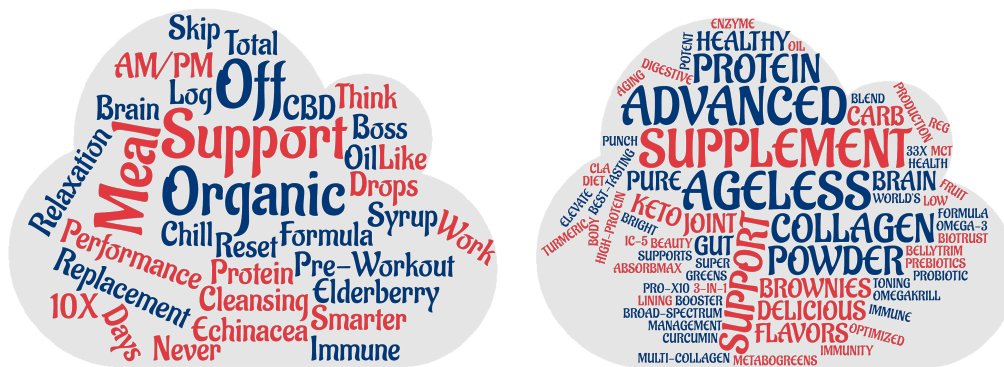 Skip
Total
AM/PM
Off
Log
CBD
Think
Brain
Support
Boss
Meal
Oil
Like
Relaxation
Organic
Drops
Syrup
Work
Chill
Reset
Formula
Performance
Protein
Pre-Workout
Replacement
Cleansing
Elderberry
10X
Days
Echinacea
Smarter
Never
Immune
ENZYME
POTENT
HEALTHY
OIL
AGING
DIGESTIVE
PROTEIN
ADVANCED
BLEND
CARB
PRODUCTION
REG
PUNCH
SUPPLEMENT
33X
MCT
HEALTH
CLA
DIET
BEST-TASTING
PURE
AGELESS
BRAIN
FRUIT
ELEVATE
WORLD'S
LOW
KETO
BRIGHT
JOINT
COLLAGEN
FORMULA
OMEGA-3
TURMERIC
BODY
HIGH-PROTEIN
IC-5
BEAUTY
GUT
BIOTRUST
SUPPORTS
SUPER
SUPPORT
POWDER
BELLYTRIM
PREBIOTICS
ABSORBMAX
GREENS
PROBIOTIC
PRO-X10
3-IN-1
BROWNIES
TONING
OMEGAKRILL
LINING
BOOSTER
DELICIOUS
IMMUNE
BROAD-SPECTRUM
MANAGEMENT
FLAVORS
OPTIMIZED
CURCUMIN
IMMUNITY
MULTI-COLLAGEN
METABOGREENS